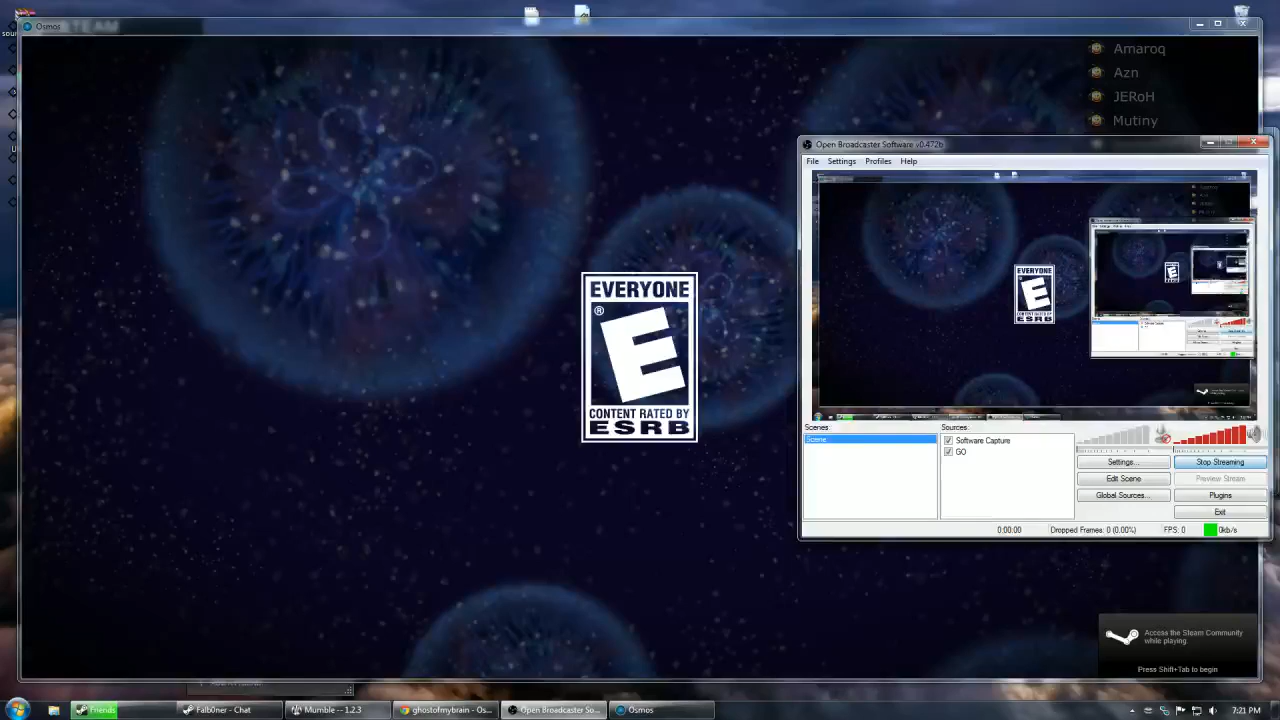 Osmos
Amaroq
Azn
JERoH
Mutiny
Open Broadcaster Software v0.472b
File Settings Profiles Help
EVERYONE
E
®
CONTENT RATED BY
ESRB
EVERYONE
E
ESRB
Scenes: Sources:
Scene
Software Capture
GO
Settings... Stop Streaming
Edit Scene Preview Stream
Global Sources... Plugins
Exit
0:00:00 Dropped Frames: 0 (0.00%) FPS: 0 0kb/s
Access the Steam Community
while playing.
Press Shift+Tab to begin
Friends
Falb0ner - Chat
Mumble -- 1.2.3
ghostofmybrain - Os...
Open Broadcaster So...
Osmos
7:21 PM